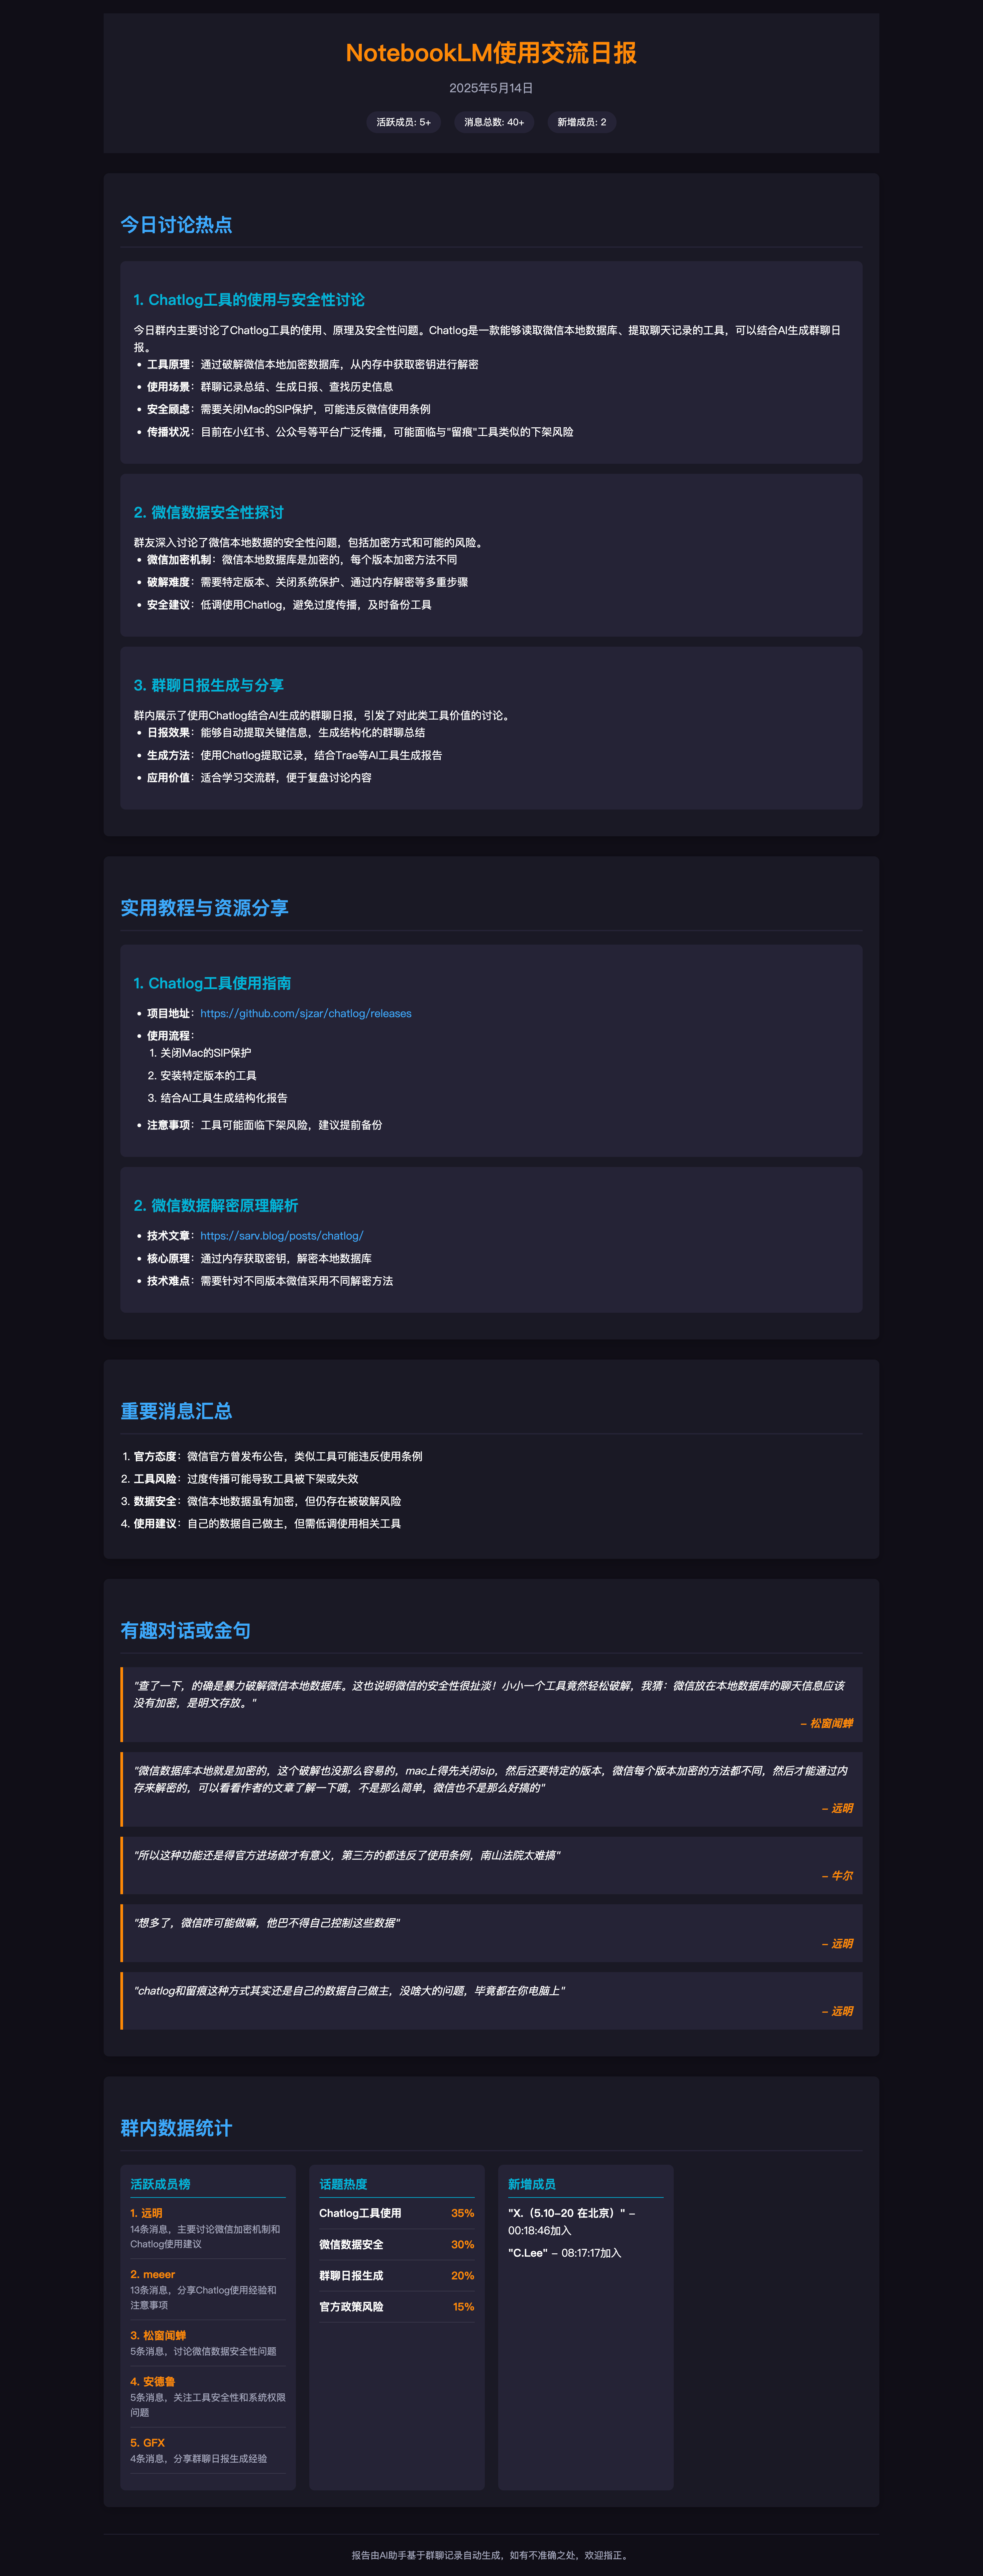 NotebookLM使用交流日报
2025年5月14日
活跃成员: 5+
消息总数: 40+
新增成员: 2
今日讨论热点
1. Chatlog工具的使用与安全性讨论
今日群内主要讨论了Chatlog工具的使用、原理及安全性问题。Chatlog是一款能够读取微信本地数据库、提取聊天记录的工具，可以结合AI生成群聊日
报。
• 工具原理：通过破解微信本地加密数据库，从内存中获取密钥进行解密
• 使用场景：群聊记录总结、生成日报、查找历史信息
• 安全顾虑：需要关闭Mac的SIP保护，可能违反微信使用条例
• 传播状况：目前在小红书、公众号等平台广泛传播，可能面临与"留痕"工具类似的下架风险
2. 微信数据安全性探讨
群友深入讨论了微信本地数据的安全性问题，包括加密方式和可能的风险。
• 微信加密机制：微信本地数据库是加密的，每个版本加密方法不同
• 破解难度：需要特定版本、关闭系统保护、通过内存解密等多重步骤
• 安全建议：低调使用Chatlog，避免过度传播，及时备份工具
3. 群聊日报生成与分享
群内展示了使用Chatlog结合AI生成的群聊日报，引发了对此类工具价值的讨论。
• 日报效果：能够自动提取关键信息，生成结构化的群聊总结
• 生成方法：使用Chatlog提取记录，结合Trae等AI工具生成报告
• 应用价值：适合学习交流群，便于复盘讨论内容
实用教程与资源分享
1. Chatlog工具使用指南
• 项目地址：https://github.com/sjzar/chatlog/releases
• 使用流程：
1. 关闭Mac的SIP保护
2. 安装特定版本的工具
3. 结合AI工具生成结构化报告
• 注意事项：工具可能面临下架风险，建议提前备份
2. 微信数据解密原理解析
• 技术文章：https://sarv.blog/posts/chatlog/
• 核心原理：通过内存获取密钥，解密本地数据库
• 技术难点：需要针对不同版本微信采用不同解密方法
重要消息汇总
1. 官方态度：微信官方曾发布公告，类似工具可能违反使用条例
2. 工具风险：过度传播可能导致工具被下架或失效
3. 数据安全：微信本地数据虽有加密，但仍存在被破解风险
4. 使用建议：自己的数据自己做主，但需低调使用相关工具
有趣对话或金句
"查了一下，的确是暴力破解微信本地数据库。这也说明微信的安全性很扯淡！小小一个工具竟然轻松破解，我猜：微信放在本地数据库的聊天信息应该
没有加密，是明文存放。"
– 松窗闻蝉
"微信数据库本地就是加密的，这个破解也没那么容易的，mac上得先关闭sip，然后还要特定的版本，微信每个版本加密的方法都不同，然后才能通过内
存来解密的，可以看看作者的文章了解一下哦，不是那么简单，微信也不是那么好搞的"
– 远明
"所以这种功能还是得官方进场做才有意义，第三方的都违反了使用条例，南山法院太难搞"
– 牛尔
"想多了，微信咋可能做嘛，他巴不得自己控制这些数据"
– 远明
"chatlog和留痕这种方式其实还是自己的数据自己做主，没啥大的问题，毕竟都在你电脑上"
– 远明
群内数据统计
活跃成员榜
1. 远明
14条消息，主要讨论微信加密机制和
Chatlog使用建议
2. meeer
13条消息，分享Chatlog使用经验和
注意事项
3. 松窗闻蝉
5条消息，讨论微信数据安全性问题
4. 安德鲁
5条消息，关注工具安全性和系统权限
问题
5. GFX
4条消息，分享群聊日报生成经验
话题热度
Chatlog工具使用 35%
微信数据安全 30%
群聊日报生成 20%
官方政策风险 15%
新增成员
"X.（5.10–20 在北京）" –
00:18:46加入
"C.Lee" – 08:17:17加入
报告由AI助手基于群聊记录自动生成，如有不准确之处，欢迎指正。